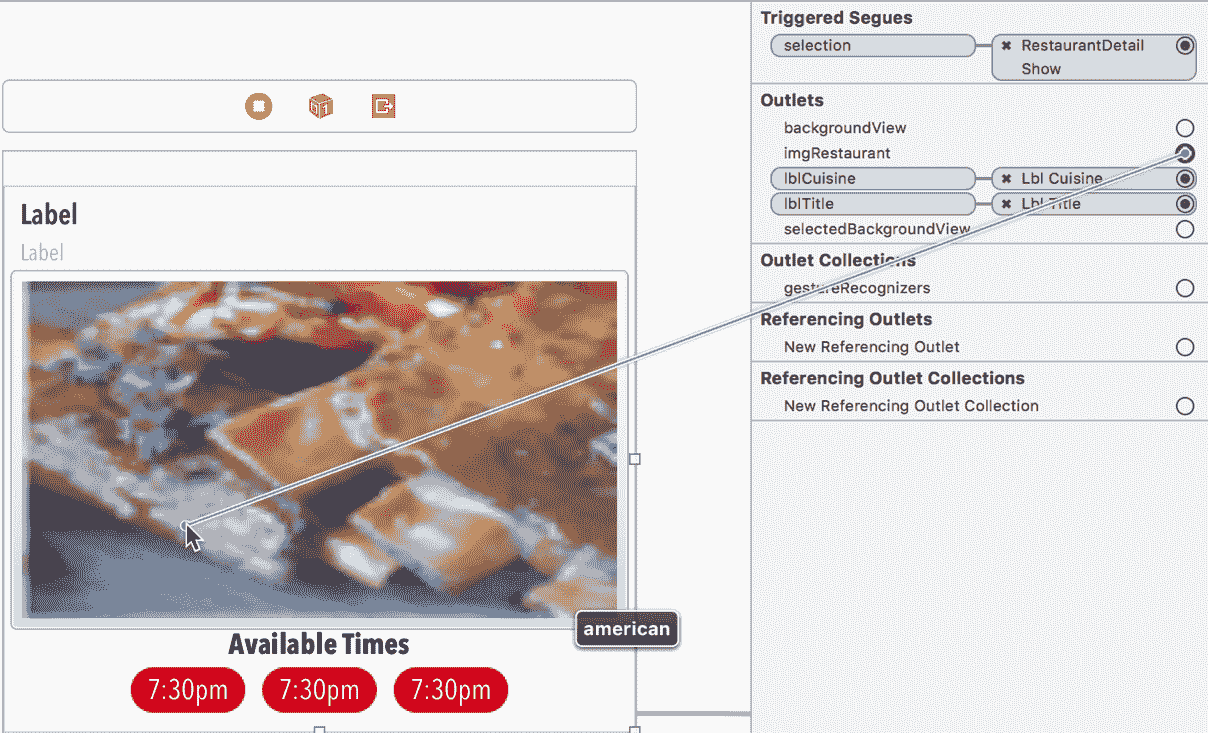 Label
Label
american
Available Times
7:30pm 7:30pm 7:30pm
Triggered Segues
selection ✖ RestaurantDetail
Show
Outlets
backgroundView
imgRestaurant
lblCuisine ✖ Lbl Cuisine
lblTitle ✖ Lbl Title
selectedBackgroundView
Outlet Collections
gestureRecognizers
Referencing Outlets
New Referencing Outlet
Referencing Outlet Collections
New Referencing Outlet Collection